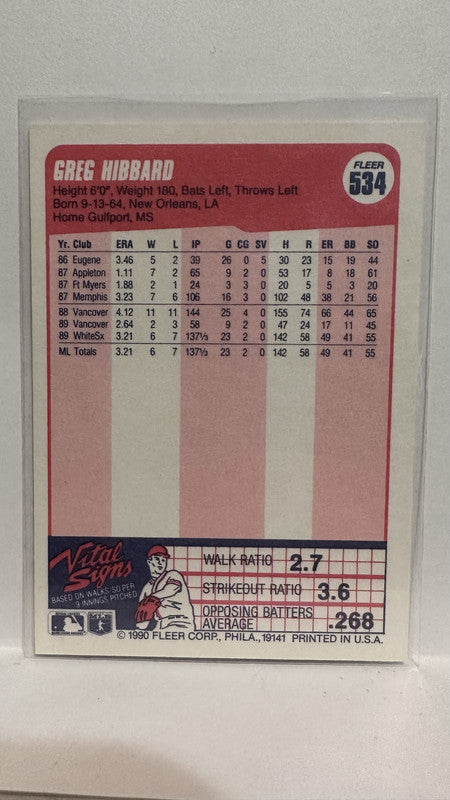 GREG HIBBARD
FLEER
534
Height 6'0", Weight 180, Bats Left, Throws Left
Born 9-13-64, New Orleans, LA
Home Gulfport, MS
Yr. Club ERA W L IP G CG SV H R ER BB SO
86 Eugene 3.46 5 2 39 26 0 5 30 23 15 19 44
87 Appleton 1.11 7 2 65 9 2 0 53 17 8 18 61
87 Ft Myers 1.88 2 1 24 3 3 0 20 5 5 3 20
87 Memphis 3.23 7 6 106 16 3 0 102 48 38 21 56
88 Vancover 4.12 11 11 144 25 4 0 155 74 66 44 65
89 Vancover 2.64 2 3 58 9 2 0 47 24 17 11 45
89 WhiteSx 3.21 6 7 137⅓ 23 2 0 142 58 49 41 55
ML Totals 3.21 6 7 137⅓ 23 2 0 142 58 49 41 55
Vital
Signs
BASED ON WALKS/SO PER
9 INNINGS PITCHED
WALK RATIO 2.7
STRIKEOUT RATIO 3.6
OPPOSING BATTERS
AVERAGE .268
© 1990 FLEER CORP., PHILA., 19141 PRINTED IN U.S.A.